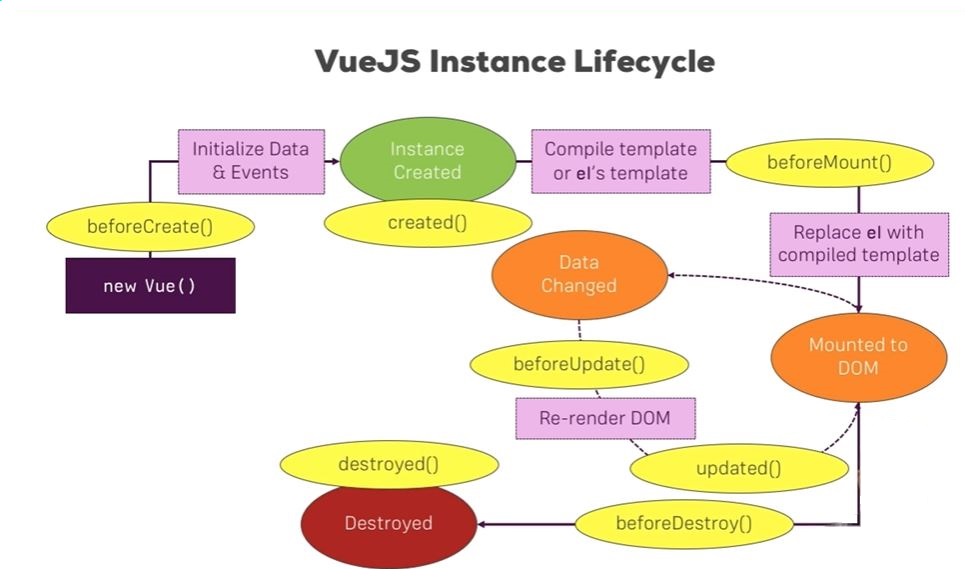 VueJS Instance Lifecycle
Initialize Data
& Events
Instance
Created
Compile template
or el's template
beforeMount()
beforeCreate()
created()
Replace el with
compiled template
new Vue()
Data
Changed
Mounted to
DOM
beforeUpdate()
Re-render DOM
destroyed()
updated()
Destroyed
beforeDestroy()